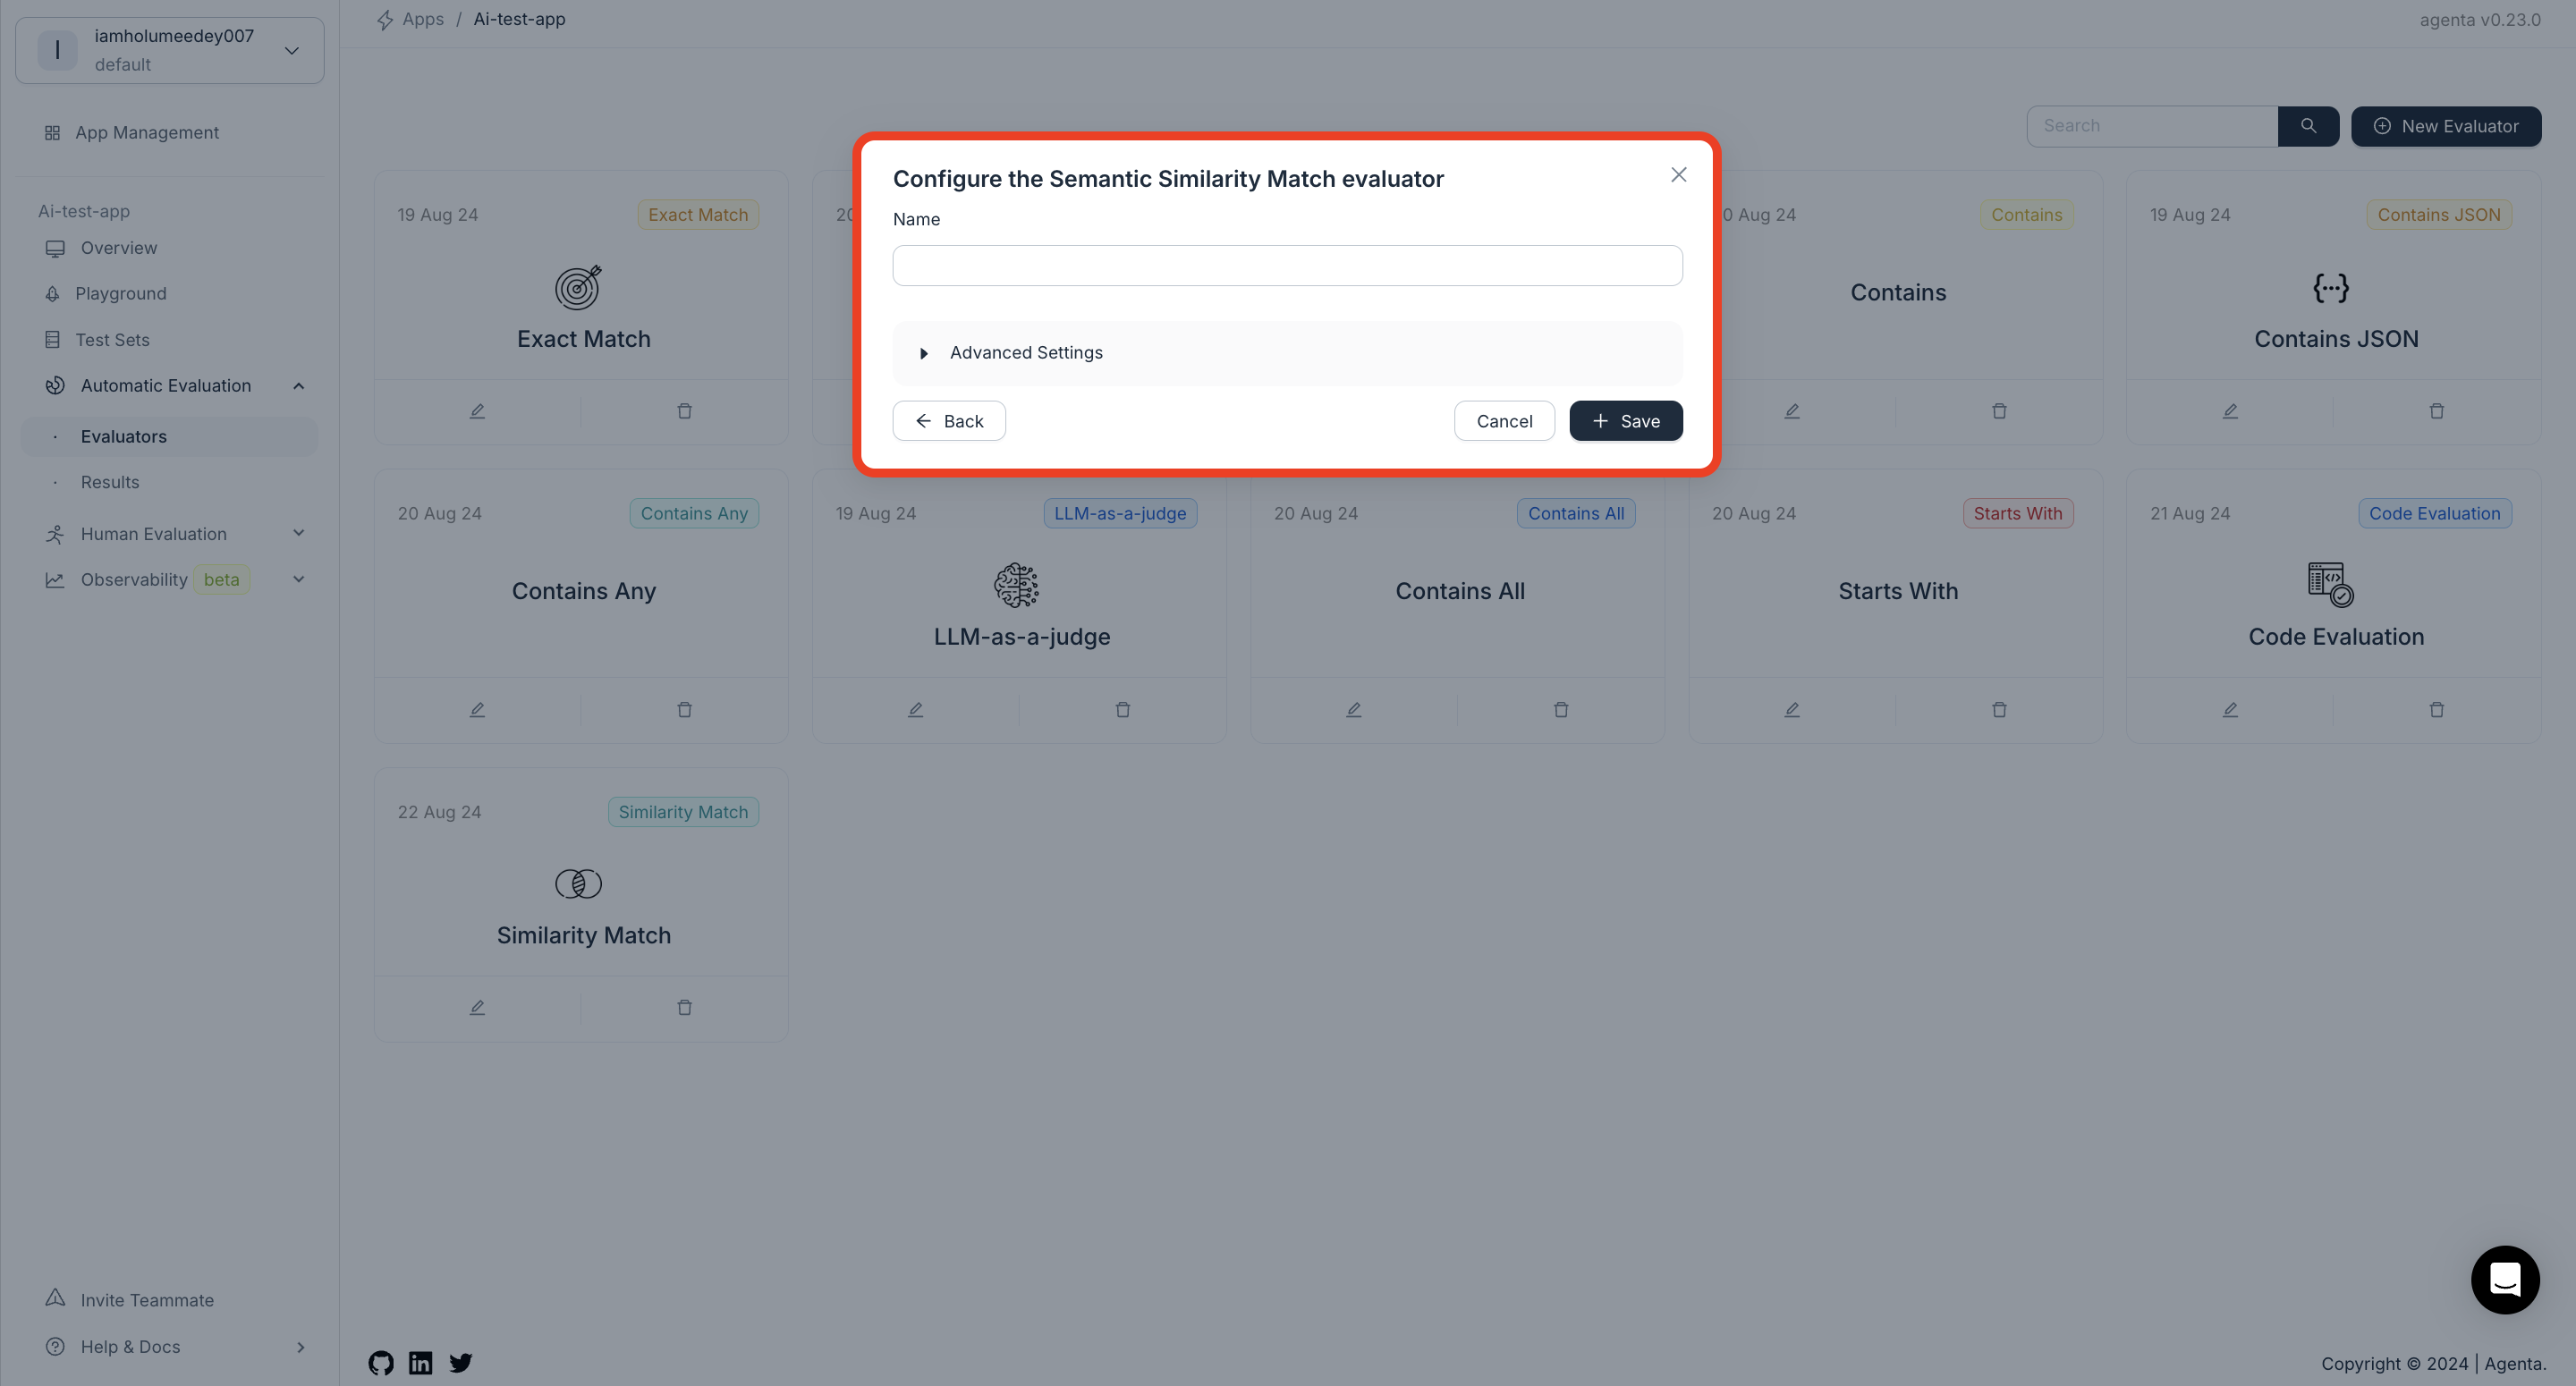 I
iamholumeedey007
default
App Management
Ai-test-app
Overview
Playground
Test Sets
Automatic Evaluation
· Evaluators
· Results
Human Evaluation
Observability beta
Invite Teammate
Help & Docs
Apps / Ai-test-app
agenta v0.23.0
Search
New Evaluator
Configure the Semantic Similarity Match evaluator
Name
Advanced Settings
Back
Cancel
Save
19 Aug 24
Exact Match
Exact Match
Contains
Contains
19 Aug 24
Contains JSON
Contains JSON
20 Aug 24
Contains Any
Contains Any
19 Aug 24
LLM-as-a-judge
LLM-as-a-judge
20 Aug 24
Contains All
Contains All
20 Aug 24
Starts With
Starts With
21 Aug 24
Code Evaluation
Code Evaluation
22 Aug 24
Similarity Match
Similarity Match
Copyright © 2024 | Agenta.